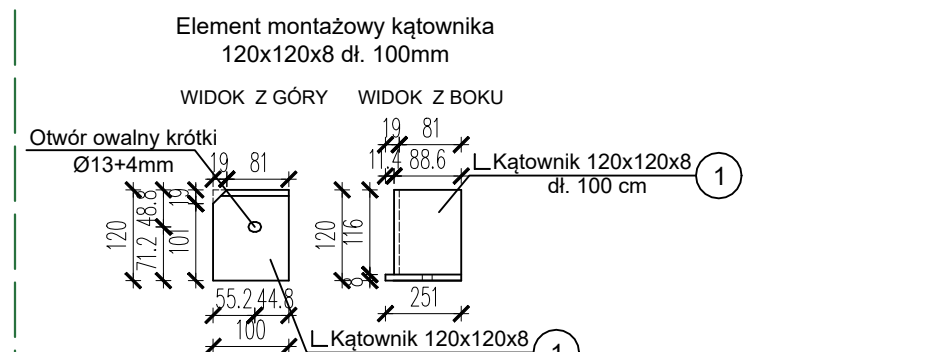 Element montażowy kątownika
120x120x8 dł. 100mm
WIDOK Z GÓRY WIDOK Z BOKU
Otwór owalny krótki
Ø13+4mm
19 81
19 81
11.4 88.6
Kątownik 120x120x8
dł. 100 cm
1
120
71.2 48.8
101 19
120
116
55.2 44.8
100
251
Kątownik 120x120x8
1